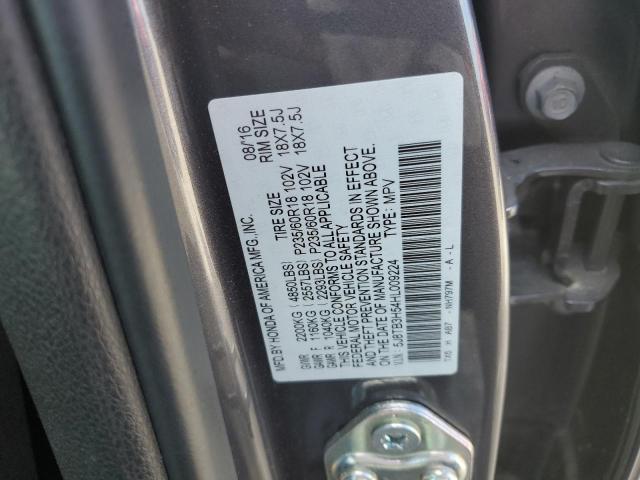 MFD.BY HONDA OF AMERICA MFG.,INC. 08/16
TIRE SIZE RIM SIZE
GVWR 2200KG (4850LBS) P235/60R18 102V 18X7.5J
GAWR F 1160KG (2557LBS) P235/60R18 102V 18X7.5J
GAWR R 1040KG (2293LBS)
THIS VEHICLE CONFORMS TO ALL APPLICABLE
FEDERAL MOTOR VEHICLE SAFETY
AND THEFT PREVENTION STANDARDS IN EFFECT
ON THE DATE OF MANUFACTURE SHOWN ABOVE.
V.I.N: 5J8TB3H54HL009224 TYPE: MPV
NH797M - A - L